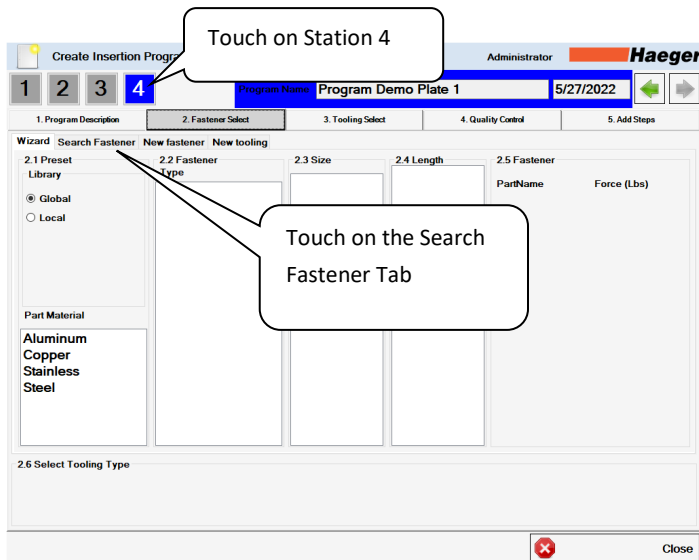 Touch on Station 4
Create Insertion Progra
Administrator
Haeger
1 2 3 4
Program Name
Program Demo Plate 1
5/27/2022
1. Program Description
2. Fastener Select
3. Tooling Select
4. Quality Control
5. Add Steps
Wizard
Search Fastener
New fastener
New tooling
2.1 Preset
2.2 Fastener
2.3 Size
2.4 Length
2.5 Fastener
Library
Type
PartName
Force (Lbs)
Global
Local
Touch on the Search
Fastener Tab
Part Material
Aluminum
Copper
Stainless
Steel
2.6 Select Tooling Type
Close